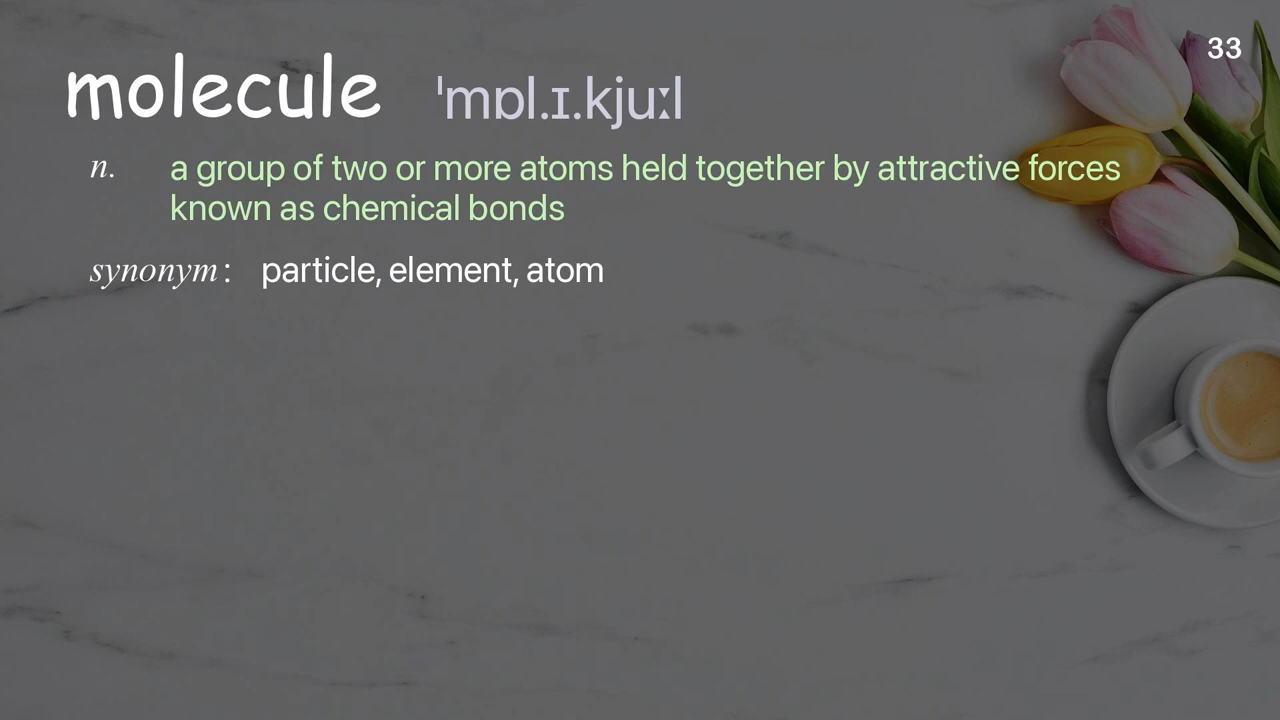 33
molecule ˈmɒl.ɪ.kjuːl
n. a group of two or more atoms held together by attractive forces
known as chemical bonds
synonym: particle, element, atom